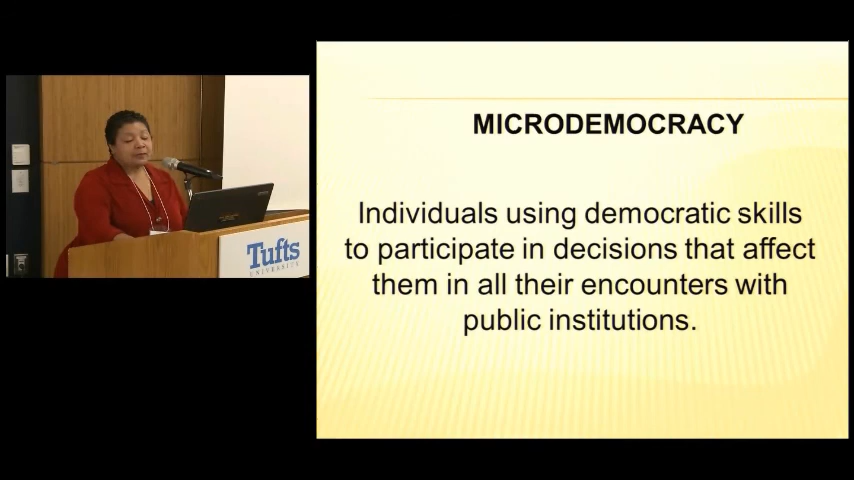 MICRODEMOCRACY
Individuals using democratic skills
to participate in decisions that affect
them in all their encounters with
public institutions.
Tufts
UNIVERSITY